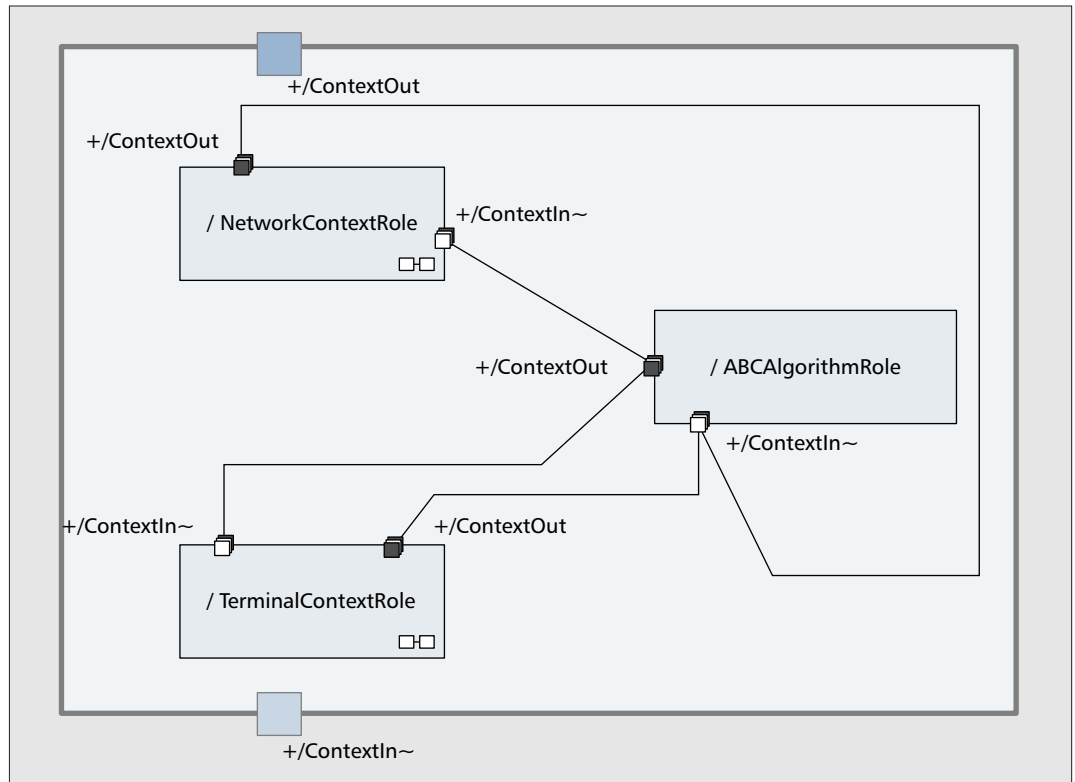 +/ContextOut
+/ContextOut
/ NetworkContextRole
+/ContextIn~
+/ContextOut
/ ABCAlgorithmRole
+/ContextIn~
+/ContextIn~
+/ContextOut
/ TerminalContextRole
+/ContextIn~